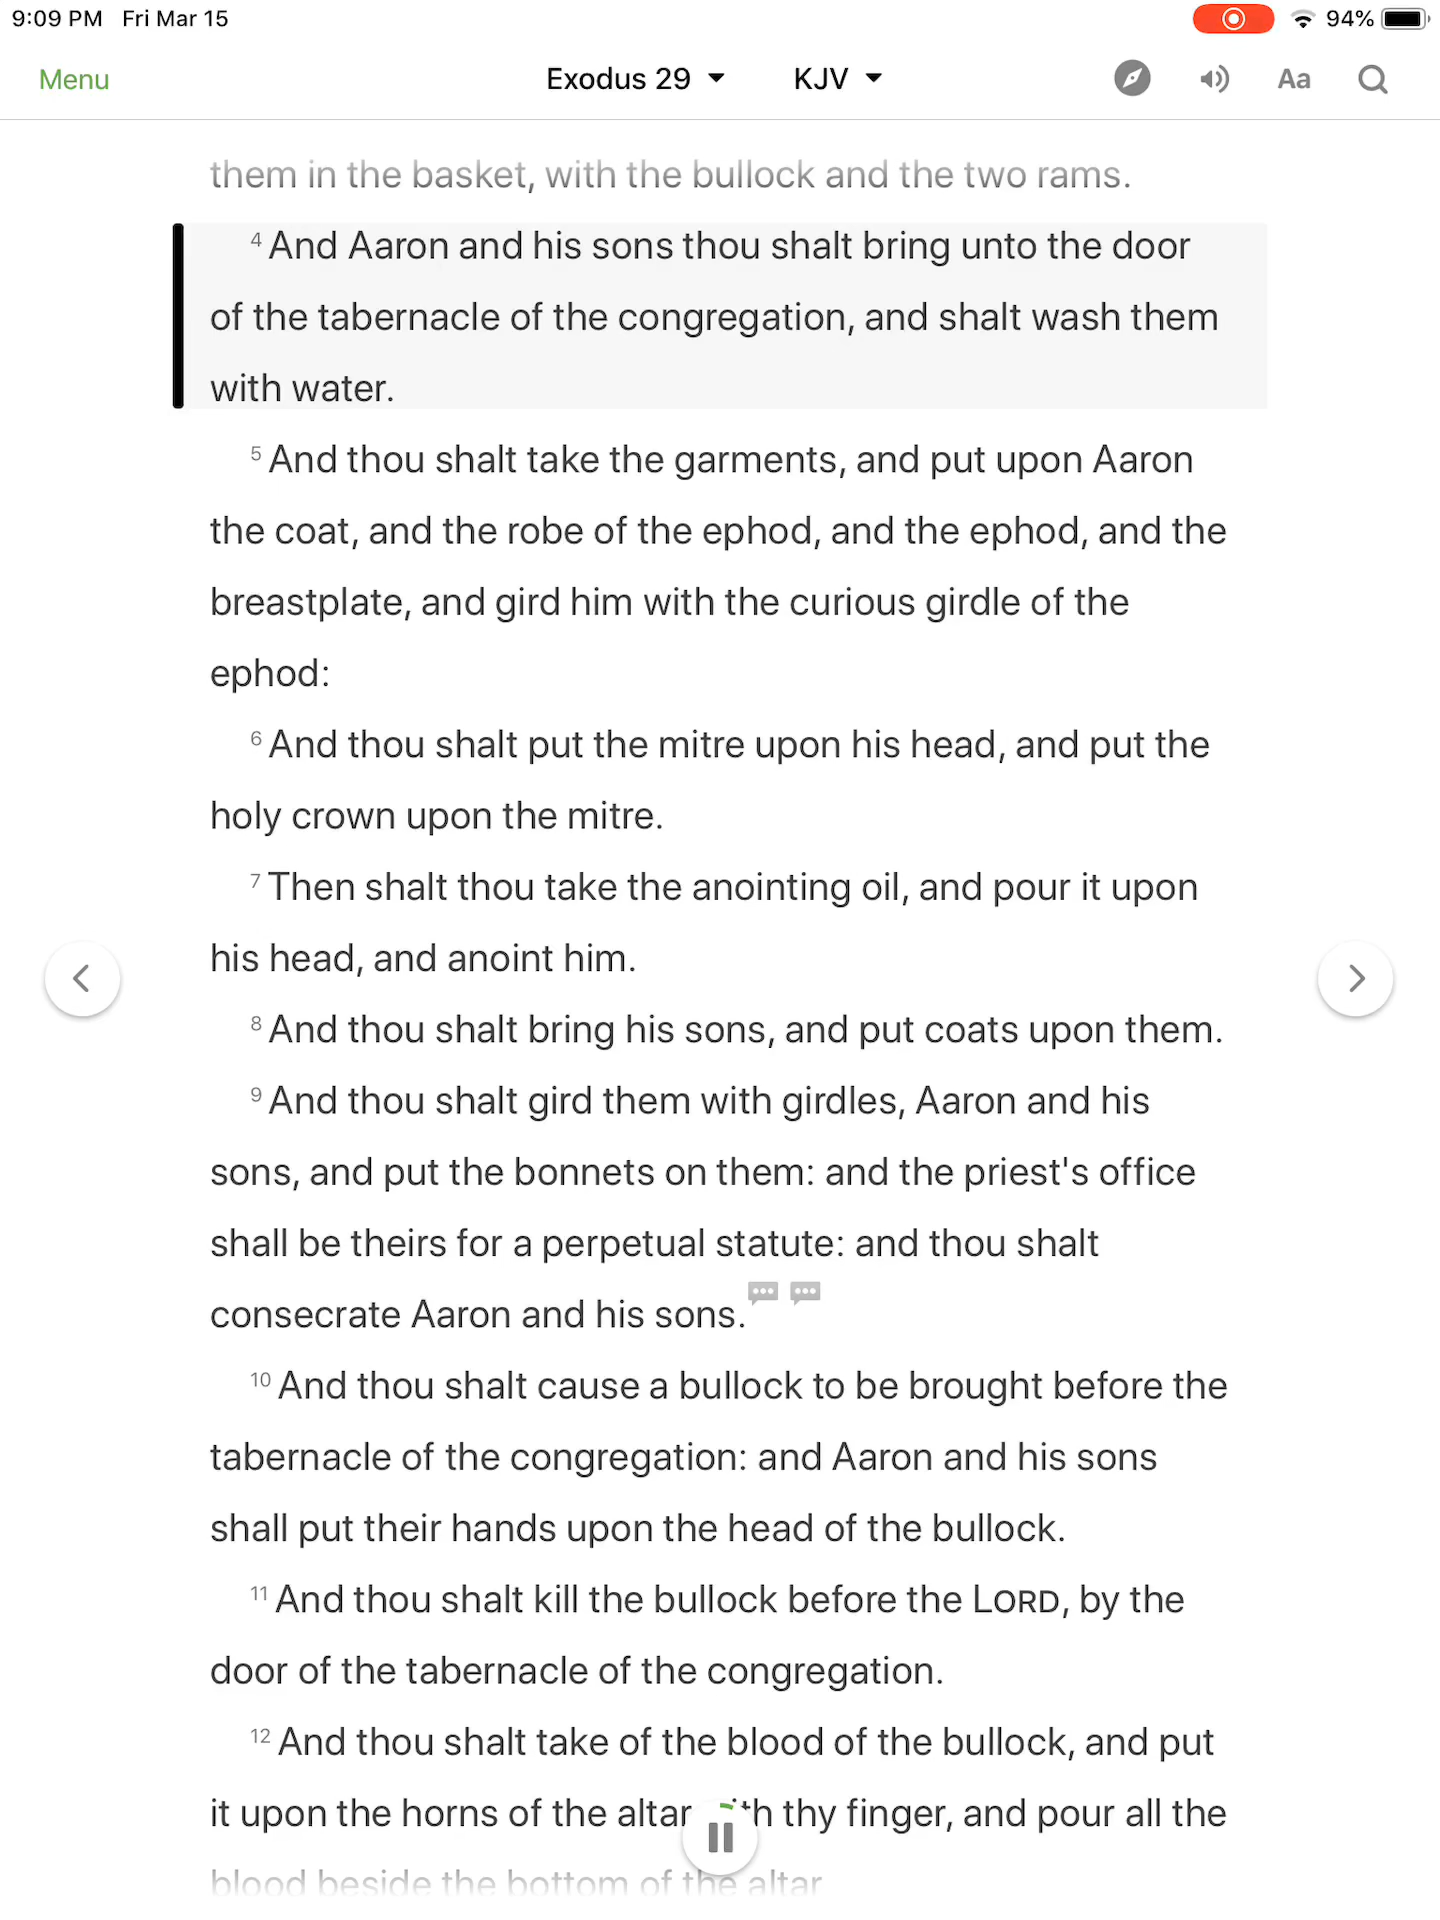 9:09 PM Fri Mar 15 94%
Menu Exodus 29 KJV Aa
them in the basket, with the bullock and the two rams.
4 And Aaron and his sons thou shalt bring unto the door
of the tabernacle of the congregation, and shalt wash them
with water.
5 And thou shalt take the garments, and put upon Aaron
the coat, and the robe of the ephod, and the ephod, and the
breastplate, and gird him with the curious girdle of the
ephod:
6 And thou shalt put the mitre upon his head, and put the
holy crown upon the mitre.
7 Then shalt thou take the anointing oil, and pour it upon
his head, and anoint him.
8 And thou shalt bring his sons, and put coats upon them.
9 And thou shalt gird them with girdles, Aaron and his
sons, and put the bonnets on them: and the priest's office
shall be theirs for a perpetual statute: and thou shalt
consecrate Aaron and his sons.
10 And thou shalt cause a bullock to be brought before the
tabernacle of the congregation: and Aaron and his sons
shall put their hands upon the head of the bullock.
11 And thou shalt kill the bullock before the LORD, by the
door of the tabernacle of the congregation.
12 And thou shalt take of the blood of the bullock, and put
it upon the horns of the altar with thy finger, and pour all the
blood beside the bottom of the altar